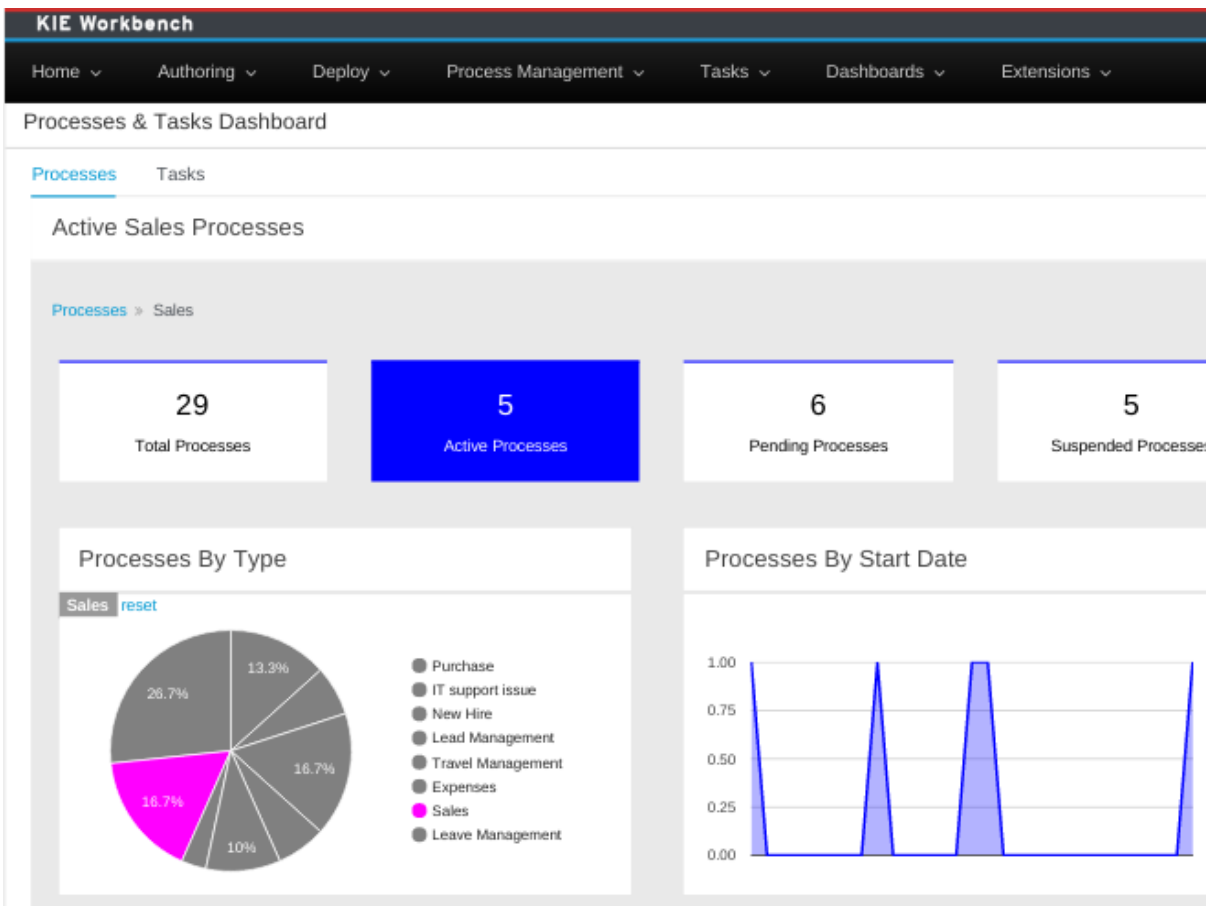 KIE Workbench
Home Authoring Deploy Process Management Tasks Dashboards Extensions
Processes & Tasks Dashboard
Processes Tasks
Active Sales Processes
Processes » Sales
29 5 6 5
Total Processes Active Processes Pending Processes Suspended Processes
Processes By Type Processes By Start Date
Sales reset
13.3%
26.7%
16.7%
16.7%
10%
Purchase
IT support issue
New Hire
Lead Management
Travel Management
Expenses
Sales
Leave Management
1.00
0.75
0.50
0.25
0.00